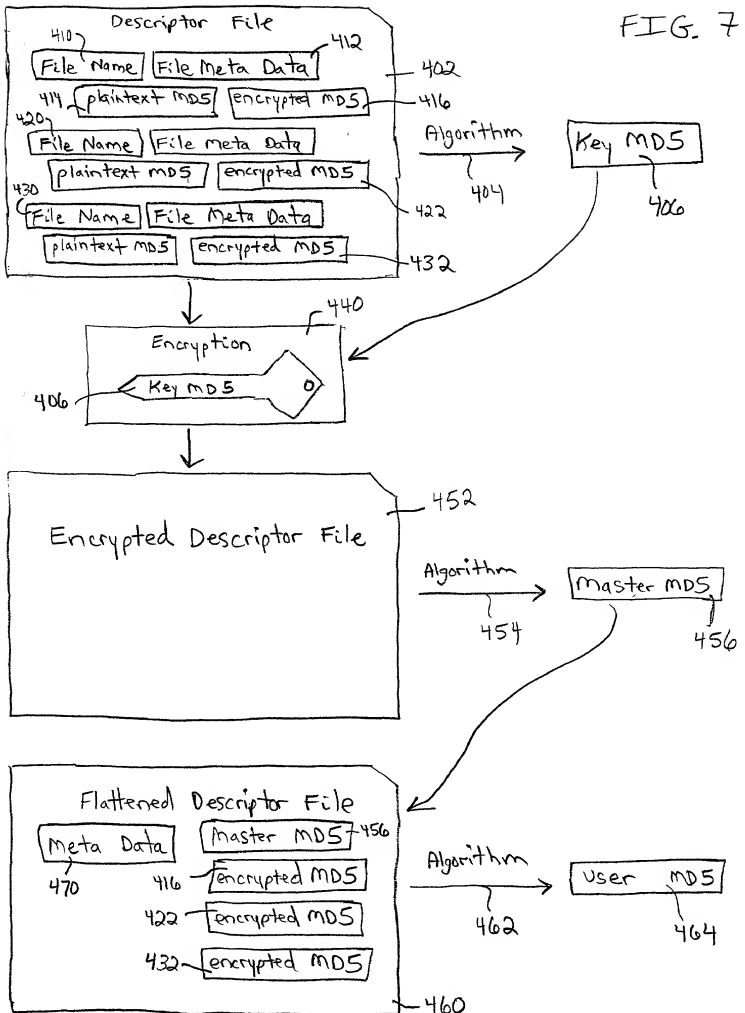 FIG. 7
Descriptor File
410
412
File Name File Meta Data
402
414 plaintext MD5 encrypted MD5 416
420
File Name File Meta Data
plaintext MD5 encrypted MD5
422
430
File Name File Meta Data
plaintext MD5 encrypted MD5
432
Algorithm
404
Key MD5
406
440
Encryption
Key MD5
406
452
Encrypted Descriptor File
Algorithm
454
Master MD5
456
Flattened Descriptor File
Meta Data Master MD5 456
470
416 encrypted MD5
422 encrypted MD5
432 encrypted MD5
460
Algorithm
462
User MD5
464